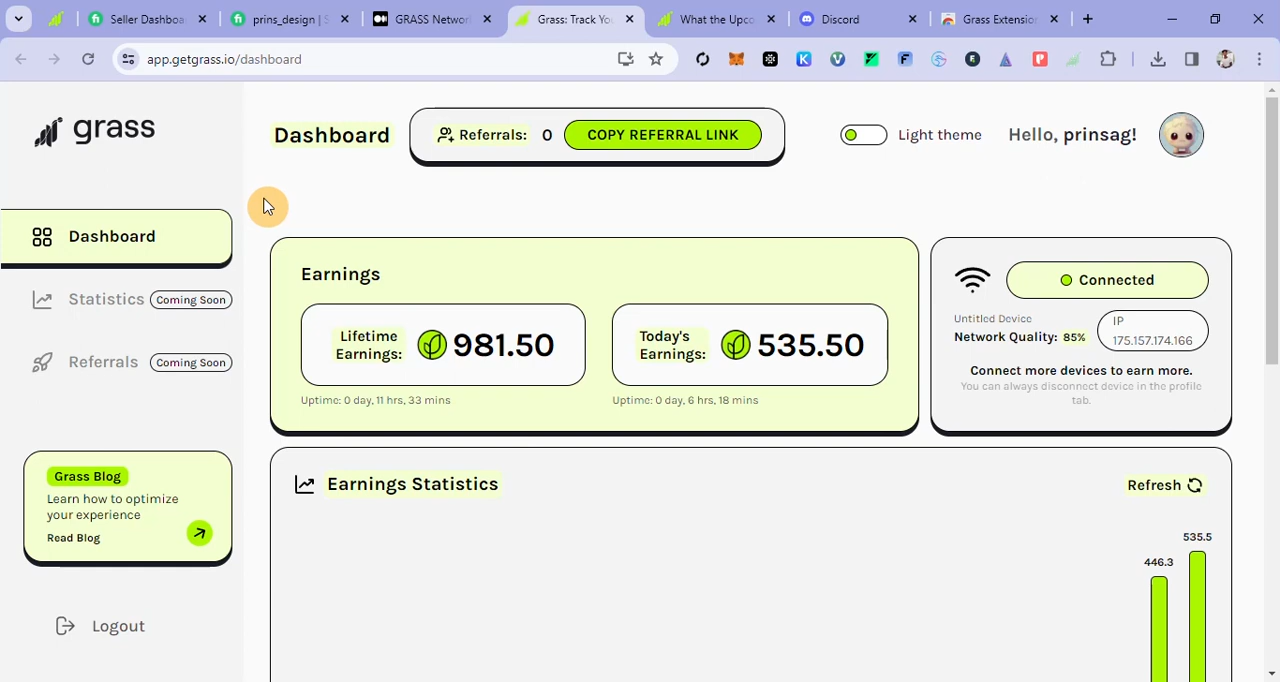 Seller Dashboa
prins_design | S
GRASS Networ
Grass: Track You
What the Upco
Discord
Grass Extension
app.getgrass.io/dashboard
grass
Dashboard
Referrals: 0 COPY REFERRAL LINK
Light theme
Hello, prinsag!
Dashboard
Statistics Coming Soon
Referrals Coming Soon
Grass Blog
Learn how to optimize
your experience
Read Blog
Logout
Earnings
Lifetime
Earnings:
981.50
Uptime: 0 day, 11 hrs, 33 mins
Today's
Earnings:
535.50
Uptime: 0 day, 6 hrs, 18 mins
Connected
Untitled Device
Network Quality: 85%
IP
175.157.174.166
Connect more devices to earn more.
You can always disconnect device in the profile
tab.
Earnings Statistics
Refresh
535.5
446.3